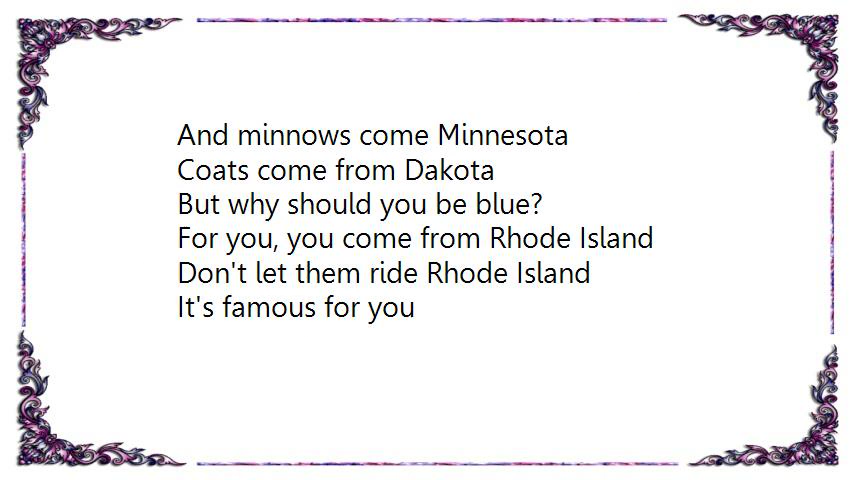 And minnows come Minnesota
Coats come from Dakota
But why should you be blue?
For you, you come from Rhode Island
Don't let them ride Rhode Island
It's famous for you